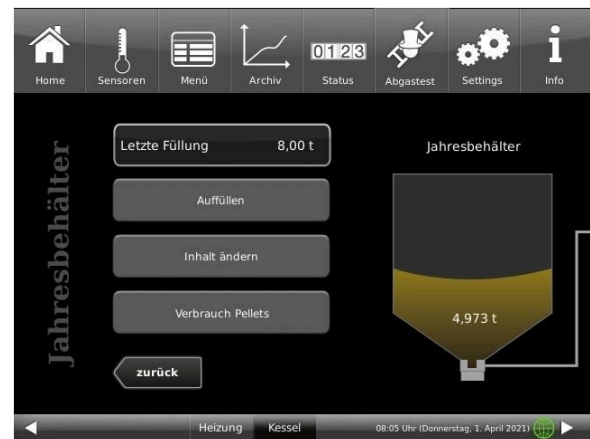 Home Sensoren Menü Archiv 0123 Status Abgastest Settings i Info
Jahresbehälter
Letzte Füllung 8,00 t
Auffüllen
Inhalt ändern
Verbrauch Pellets
zurück
Jahresbehälter
4,973 t
Heizung Kessel 08:05 Uhr (Donnerstag, 1. April 2021)